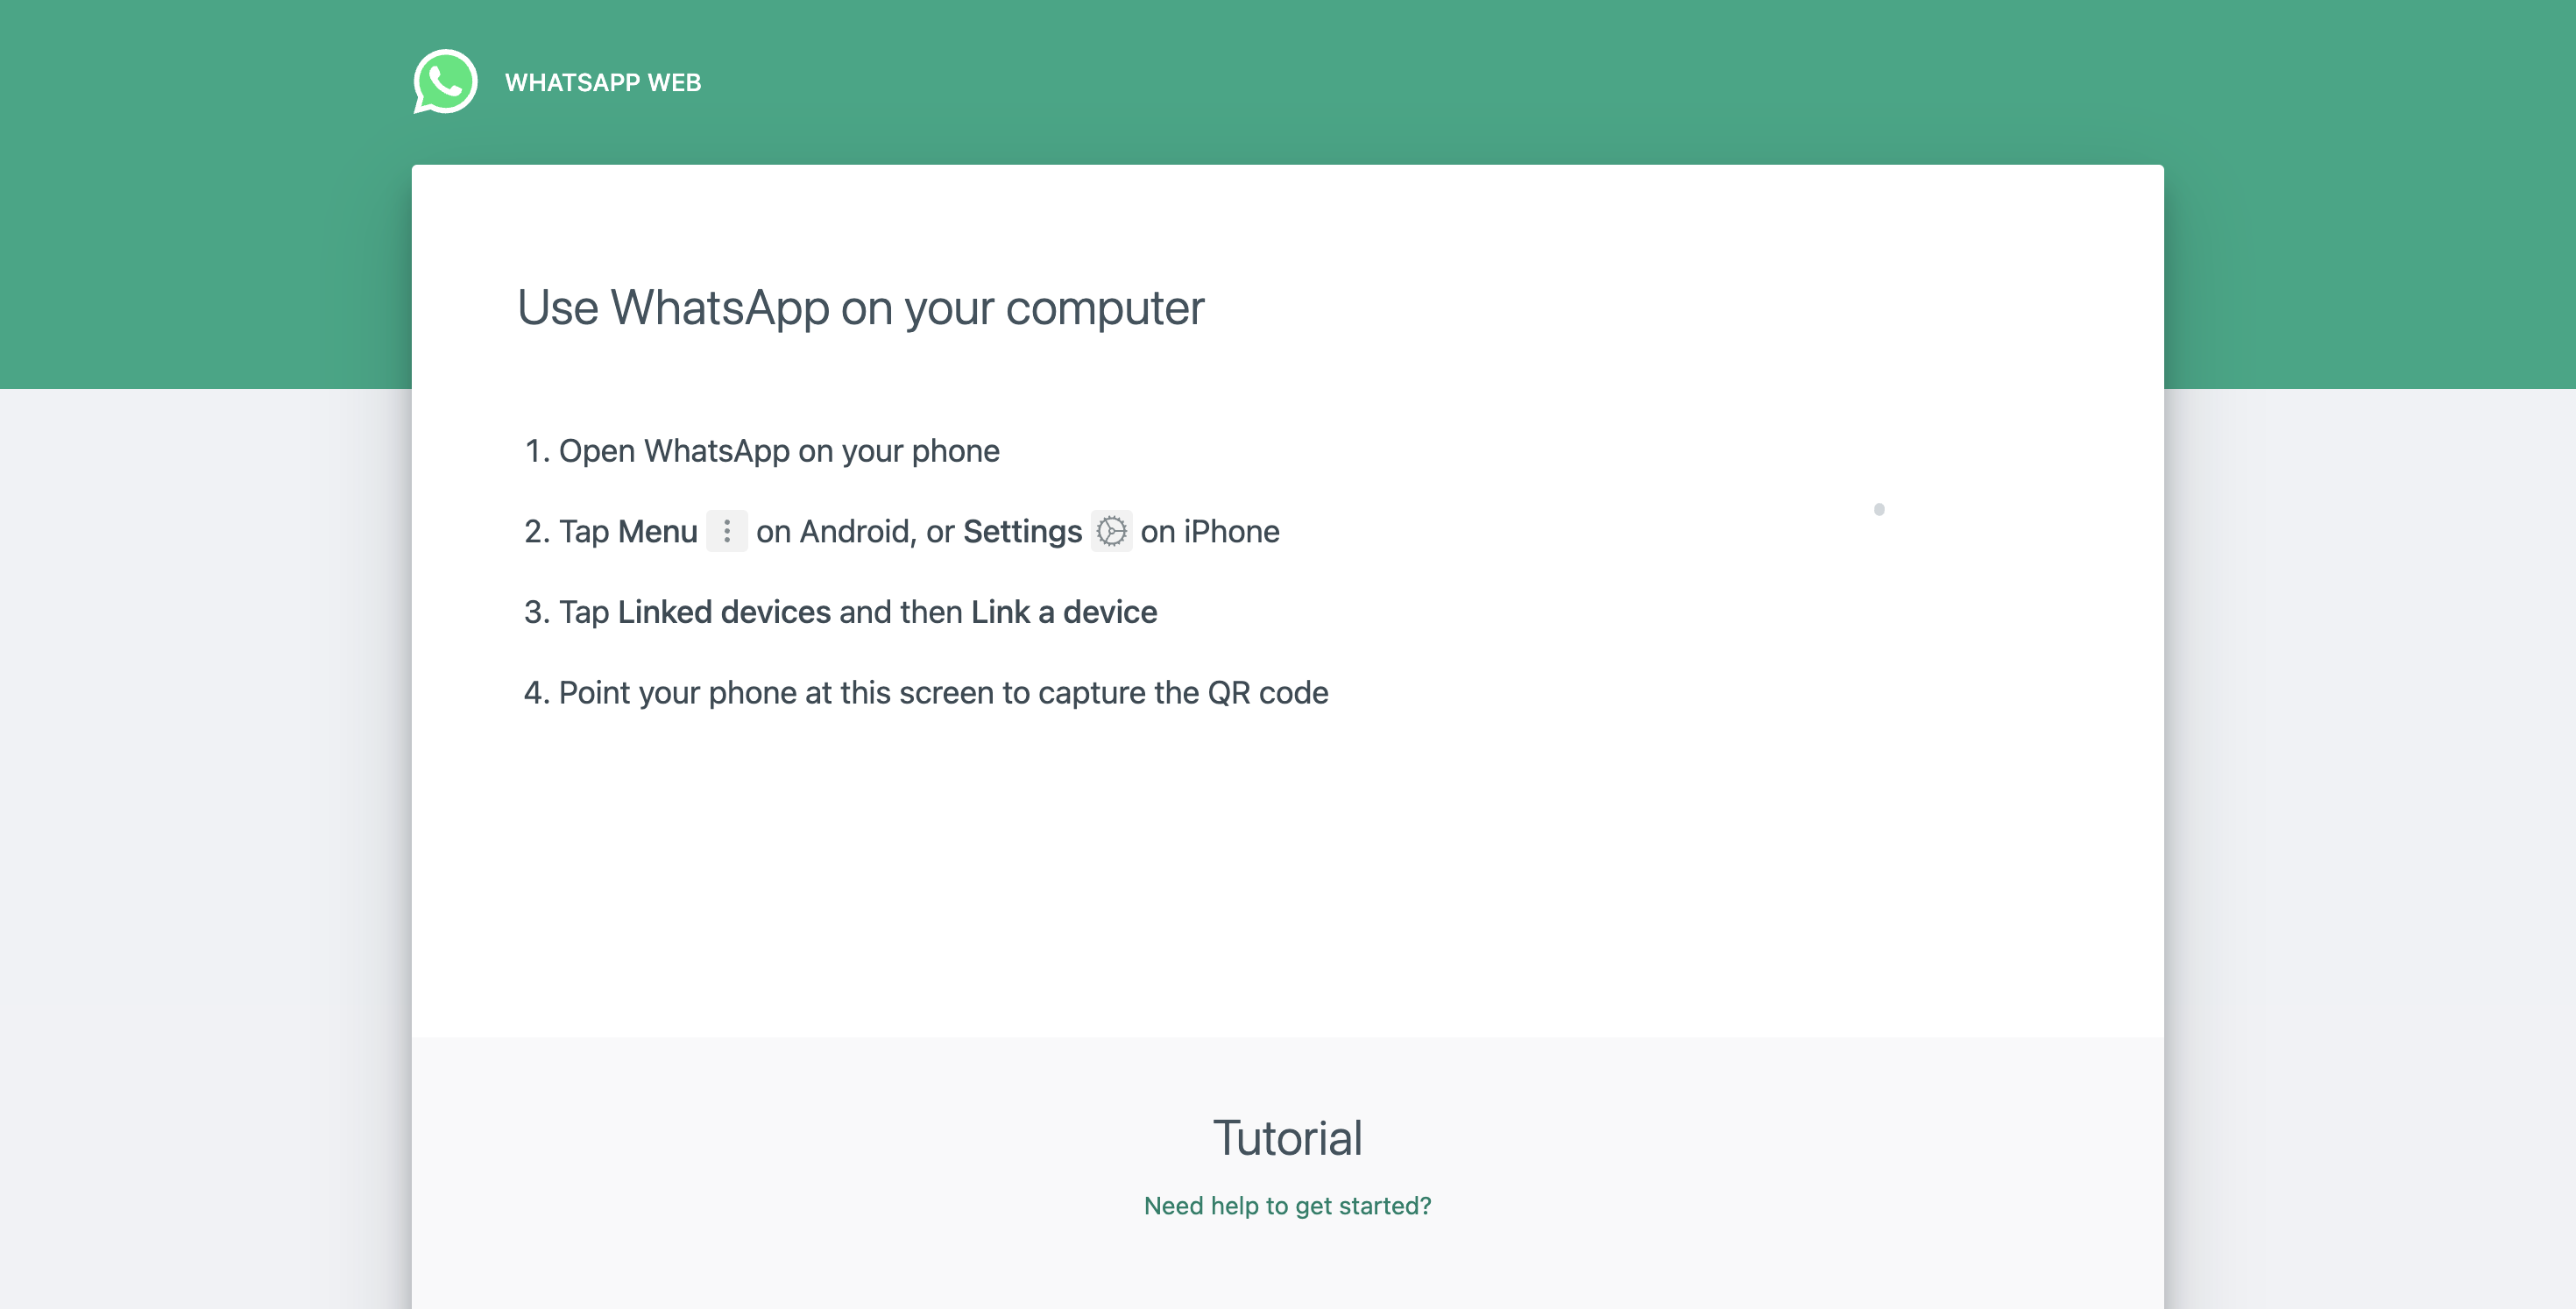 WHATSAPP WEB
Use WhatsApp on your computer
1. Open WhatsApp on your phone
2. Tap Menu on Android, or Settings on iPhone
3. Tap Linked devices and then Link a device
4. Point your phone at this screen to capture the QR code
Tutorial
Need help to get started?